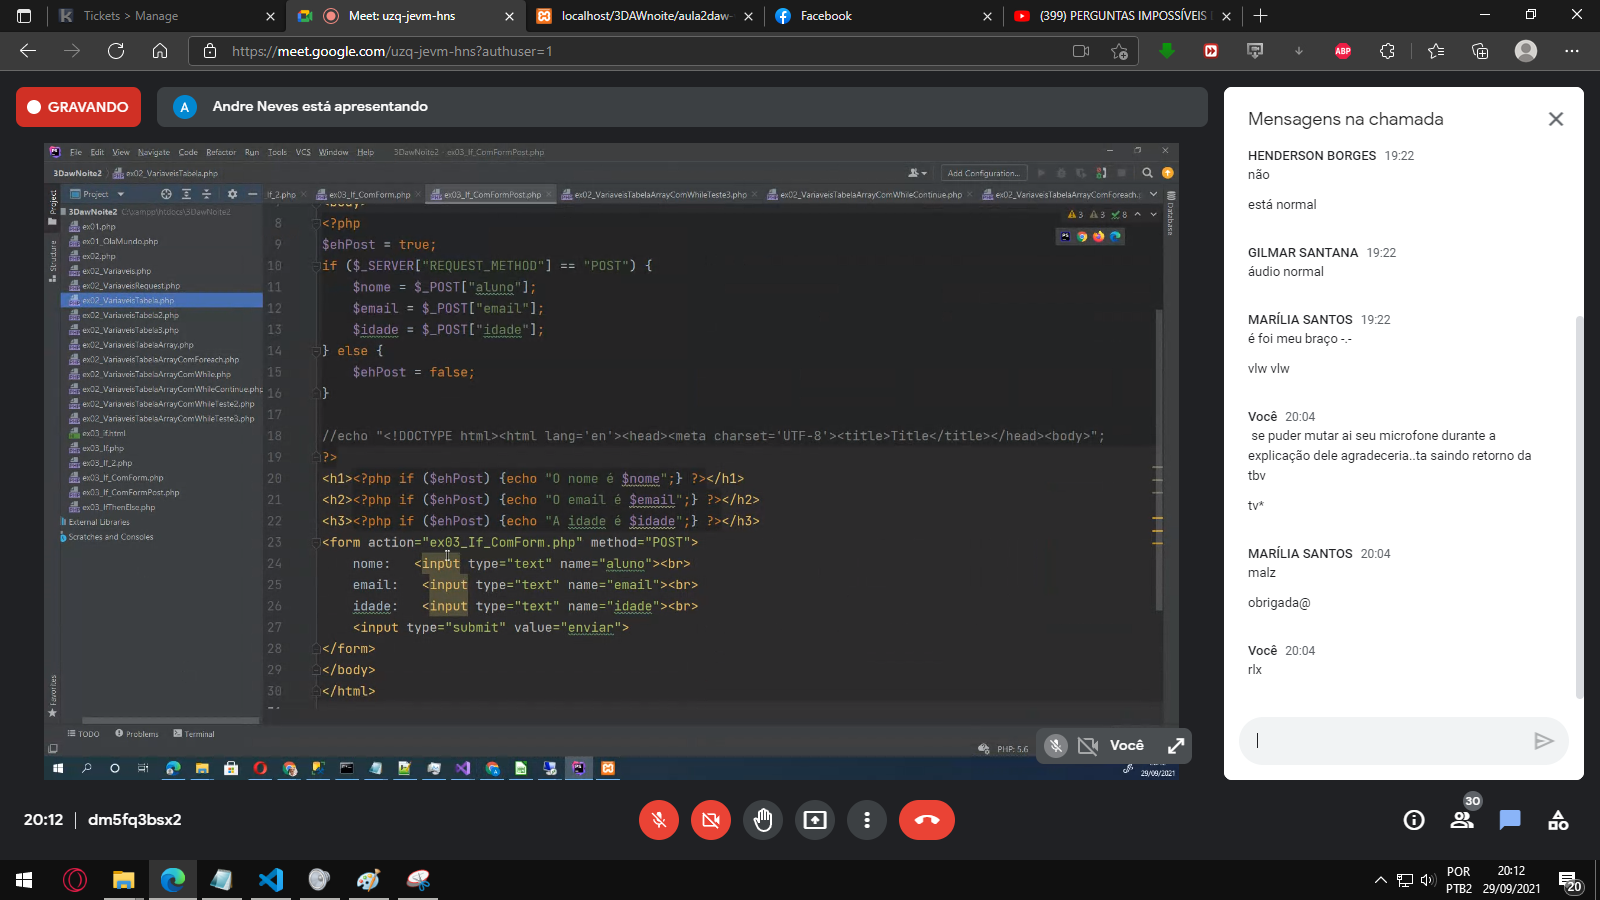 Tickets > Manage
Meet: uzq-jevm-hns
localhost/3DAWnoite/aula2daw-
Facebook
(399) PERGUNTAS IMPOSSÍVEIS
https://meet.google.com/uzq-jevm-hns?authuser=1
ABP
GRAVANDO
A
Andre Neves está apresentando
File Edit View Navigate Code Refactor Run Tools VCS Window Help 3DawNoite2 - ex03_If_ComFormPost.php
3DawNoite2 ex02_VariaveisTabela.php
Add Configuration...
Project
If_2.php ex03_If_ComForm.php ex03_If_ComFormPost.php ex02_VariaveisTabelaArrayComWhileTeste3.php ex02_VariaveisTabelaArrayComWhileContinue.php ex02_VariaveisTabelaArrayComForeach.php
Project
Structure
Favorites
Database
3DawNoite2 C:\xampp\htdocs\3DawNoite2
ex01.php
ex01_OlaMundo.php
ex02.php
ex02_Variaveis.php
ex02_VariaveisRequest.php
ex02_VariaveisTabela.php
ex02_VariaveisTabela2.php
ex02_VariaveisTabela3.php
ex02_VariaveisTabelaArray.php
ex02_VariaveisTabelaArrayComForeach.php
ex02_VariaveisTabelaArrayComWhile.php
ex02_VariaveisTabelaArrayComWhileContinue.php
ex02_VariaveisTabelaArrayComWhileTeste2.php
ex02_VariaveisTabelaArrayComWhileTeste3.php
ex03_If.html
ex03_If.php
ex03_If_2.php
ex03_If_ComForm.php
ex03_If_ComFormPost.php
ex03_IfThenElse.php
External Libraries
Scratches and Consoles
3 3 8
<body>
8 <?php
9 $ehPost = true;
10 if ($_SERVER["REQUEST_METHOD"] == "POST") {
11 $nome = $_POST["aluno"];
12 $email = $_POST["email"];
13 $idade = $_POST["idade"];
14 } else {
15 $ehPost = false;
16 }
17
18 //echo "<!DOCTYPE html><html lang='en'><head><meta charset='UTF-8'><title>Title</title></head><body>";
19 ?>
20 <h1><?php if ($ehPost) {echo "O nome é $nome";} ?></h1>
21 <h2><?php if ($ehPost) {echo "O email é $email";} ?></h2>
22 <h3><?php if ($ehPost) {echo "A idade é $idade";} ?></h3>
23 <form action="ex03_If_ComForm.php" method="POST">
24 nome: <input type="text" name="aluno"><br>
25 email: <input type="text" name="email"><br>
26 idade: <input type="text" name="idade"><br>
27 <input type="submit" value="enviar">
28 </form>
29 </body>
30 </html>
TODO Problems Terminal
PHP: 5.6
Você
29/09/2021
Mensagens na chamada
HENDERSON BORGES 19:22
não
está normal
GILMAR SANTANA 19:22
áudio normal
MARÍLIA SANTOS 19:22
é foi meu braço -.-
vlw vlw
Você 20:04
se puder mutar ai seu microfone durante a
explicação dele agradeceria..ta saindo retorno da
tbv
tv*
MARÍLIA SANTOS 20:04
malz
obrigada@
Você 20:04
rlx
20:12 | dm5fq3bsx2
30
POR
PTB2
20:12
29/09/2021
20